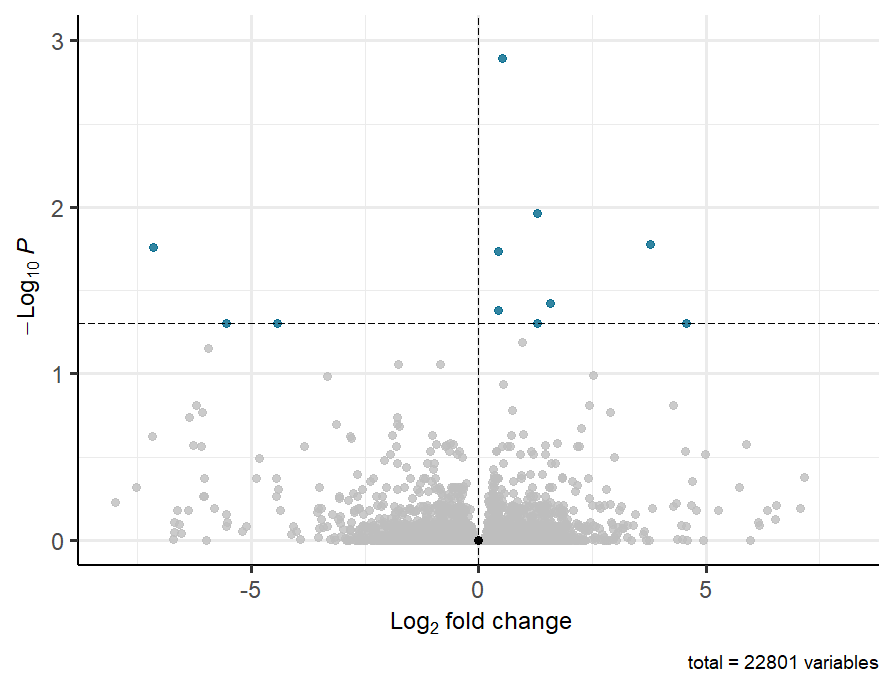 3
2
1
0
−Log₁₀ P
-5
0
5
Log₂ fold change
total = 22801 variables